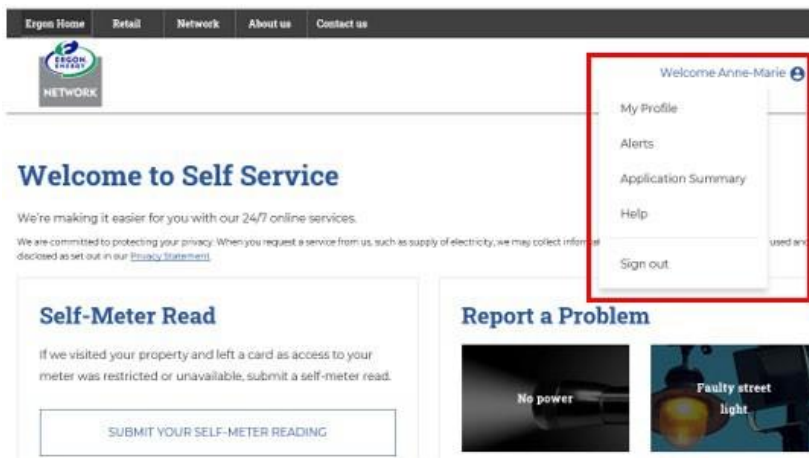 Ergon Home Retail Network About us Contact us
ERGON
ENERGY
NETWORK
Welcome Anne-Marie
My Profile
Alerts
Application Summary
Help
Sign out
Welcome to Self Service
We're making it easier for you with our 24/7 online services.
We are committed to protecting your privacy. When you request a service from us, such as supply of electricity, we may collect used and
disclosed as set out in our Privacy Statement.
Self-Meter Read
If we visited your property and left a card as access to your
meter was restricted or unavailable, submit a self-meter read.
SUBMIT YOUR SELF-METER READING
Report a Problem
No power
Faulty street
light